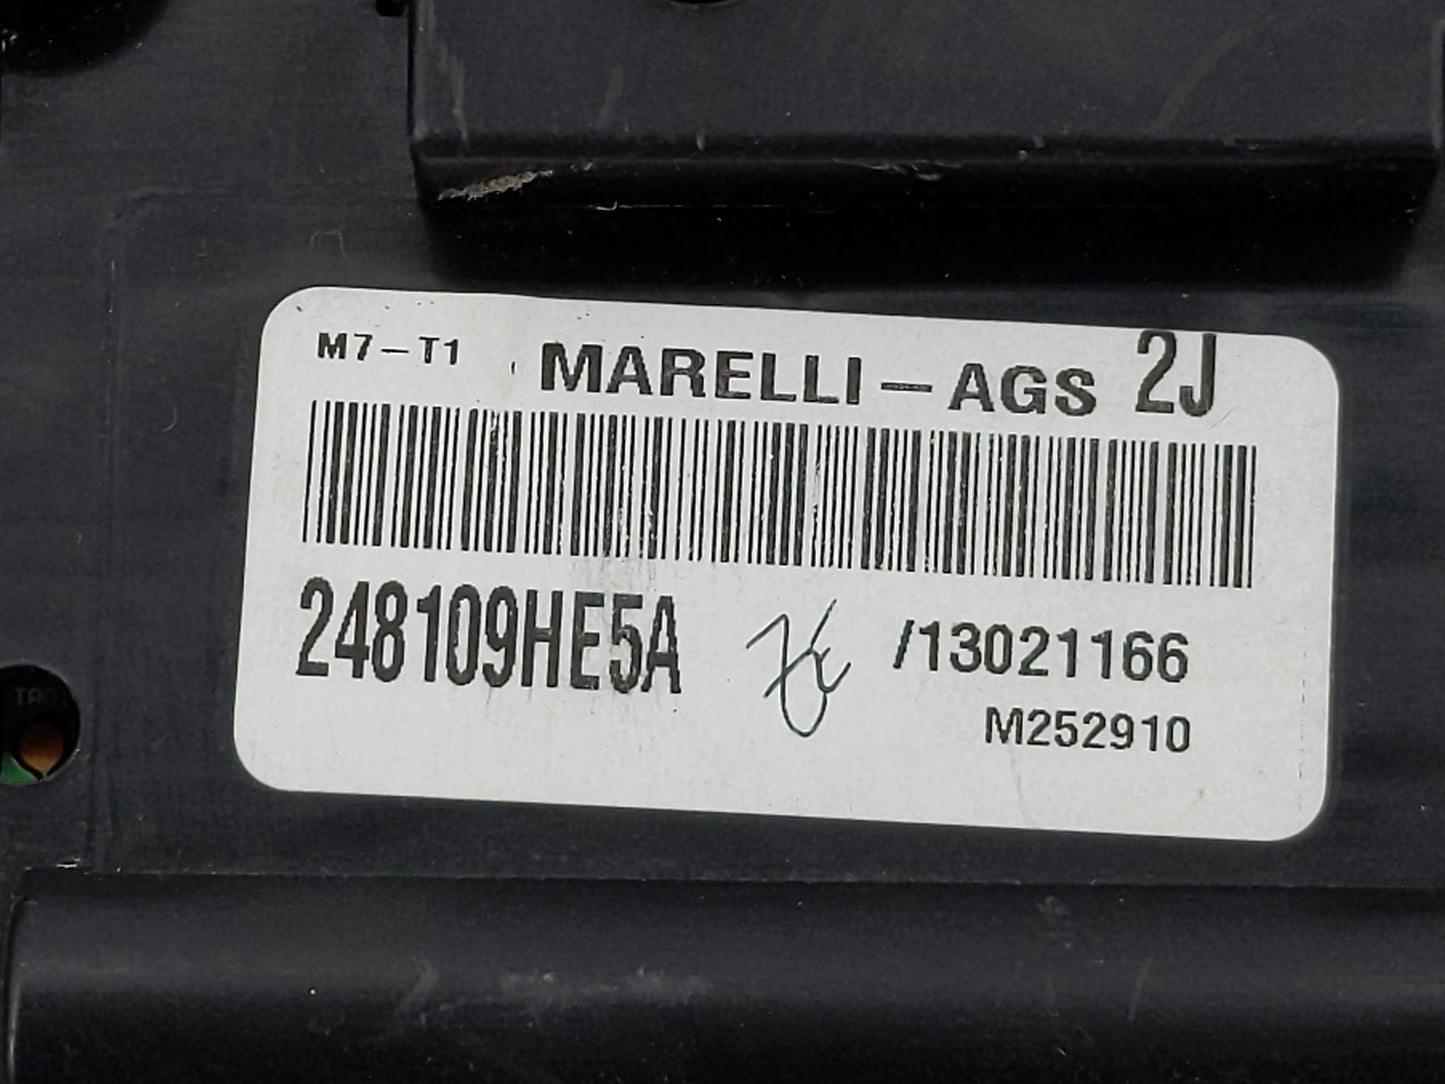 M7-T1 MARELLI-AGS 2J
248109HE5A /13021166
M252910